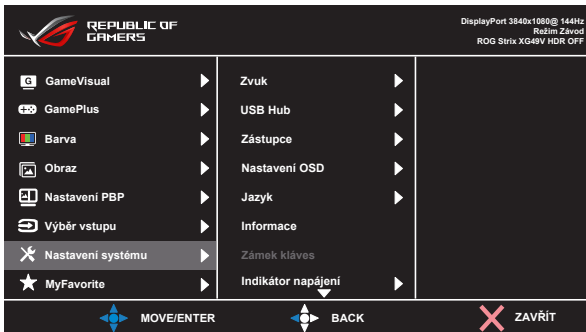 REPUBLIC OF
GAMERS
DisplayPort 3840x1080@ 144Hz
Režim Závod
ROG Strix XG49V HDR OFF
G
GameVisual
GamePlus
Barva
Obraz
Nastavení PBP
Výběr vstupu
Nastavení systému
MyFavorite
Zvuk
USB Hub
Zástupce
Nastavení OSD
Jazyk
Informace
Zámek kláves
Indikátor napájení
MOVE/ENTER
BACK
ZAVŘÍT